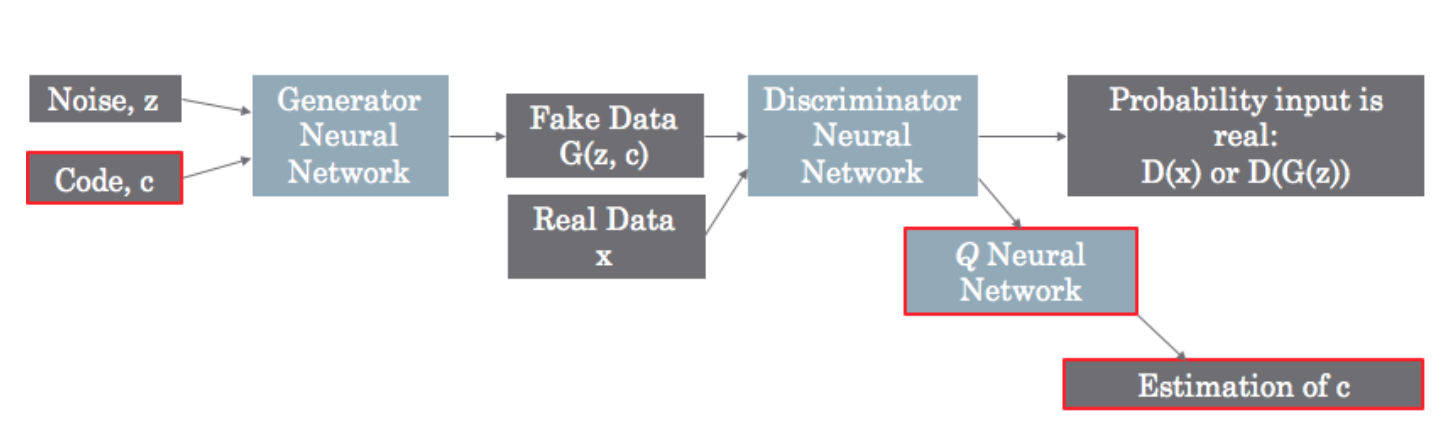 Noise, z
Code, c
Generator
Neural
Network
Fake Data
G(z, c)
Real Data
x
Discriminator
Neural
Network
Probability input is
real:
D(x) or D(G(z))
Q Neural
Network
Estimation of c